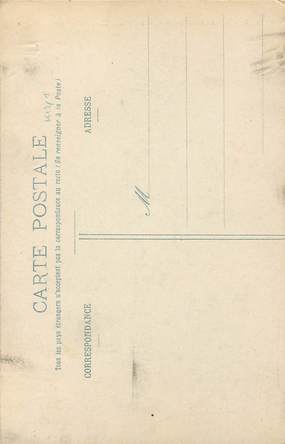 CARTE POSTALE
Tous les pays étrangers n'acceptent pas la correspondance au recto (Se renseigner à la Poste)
CORRESPONDANCE
ADRESSE
M